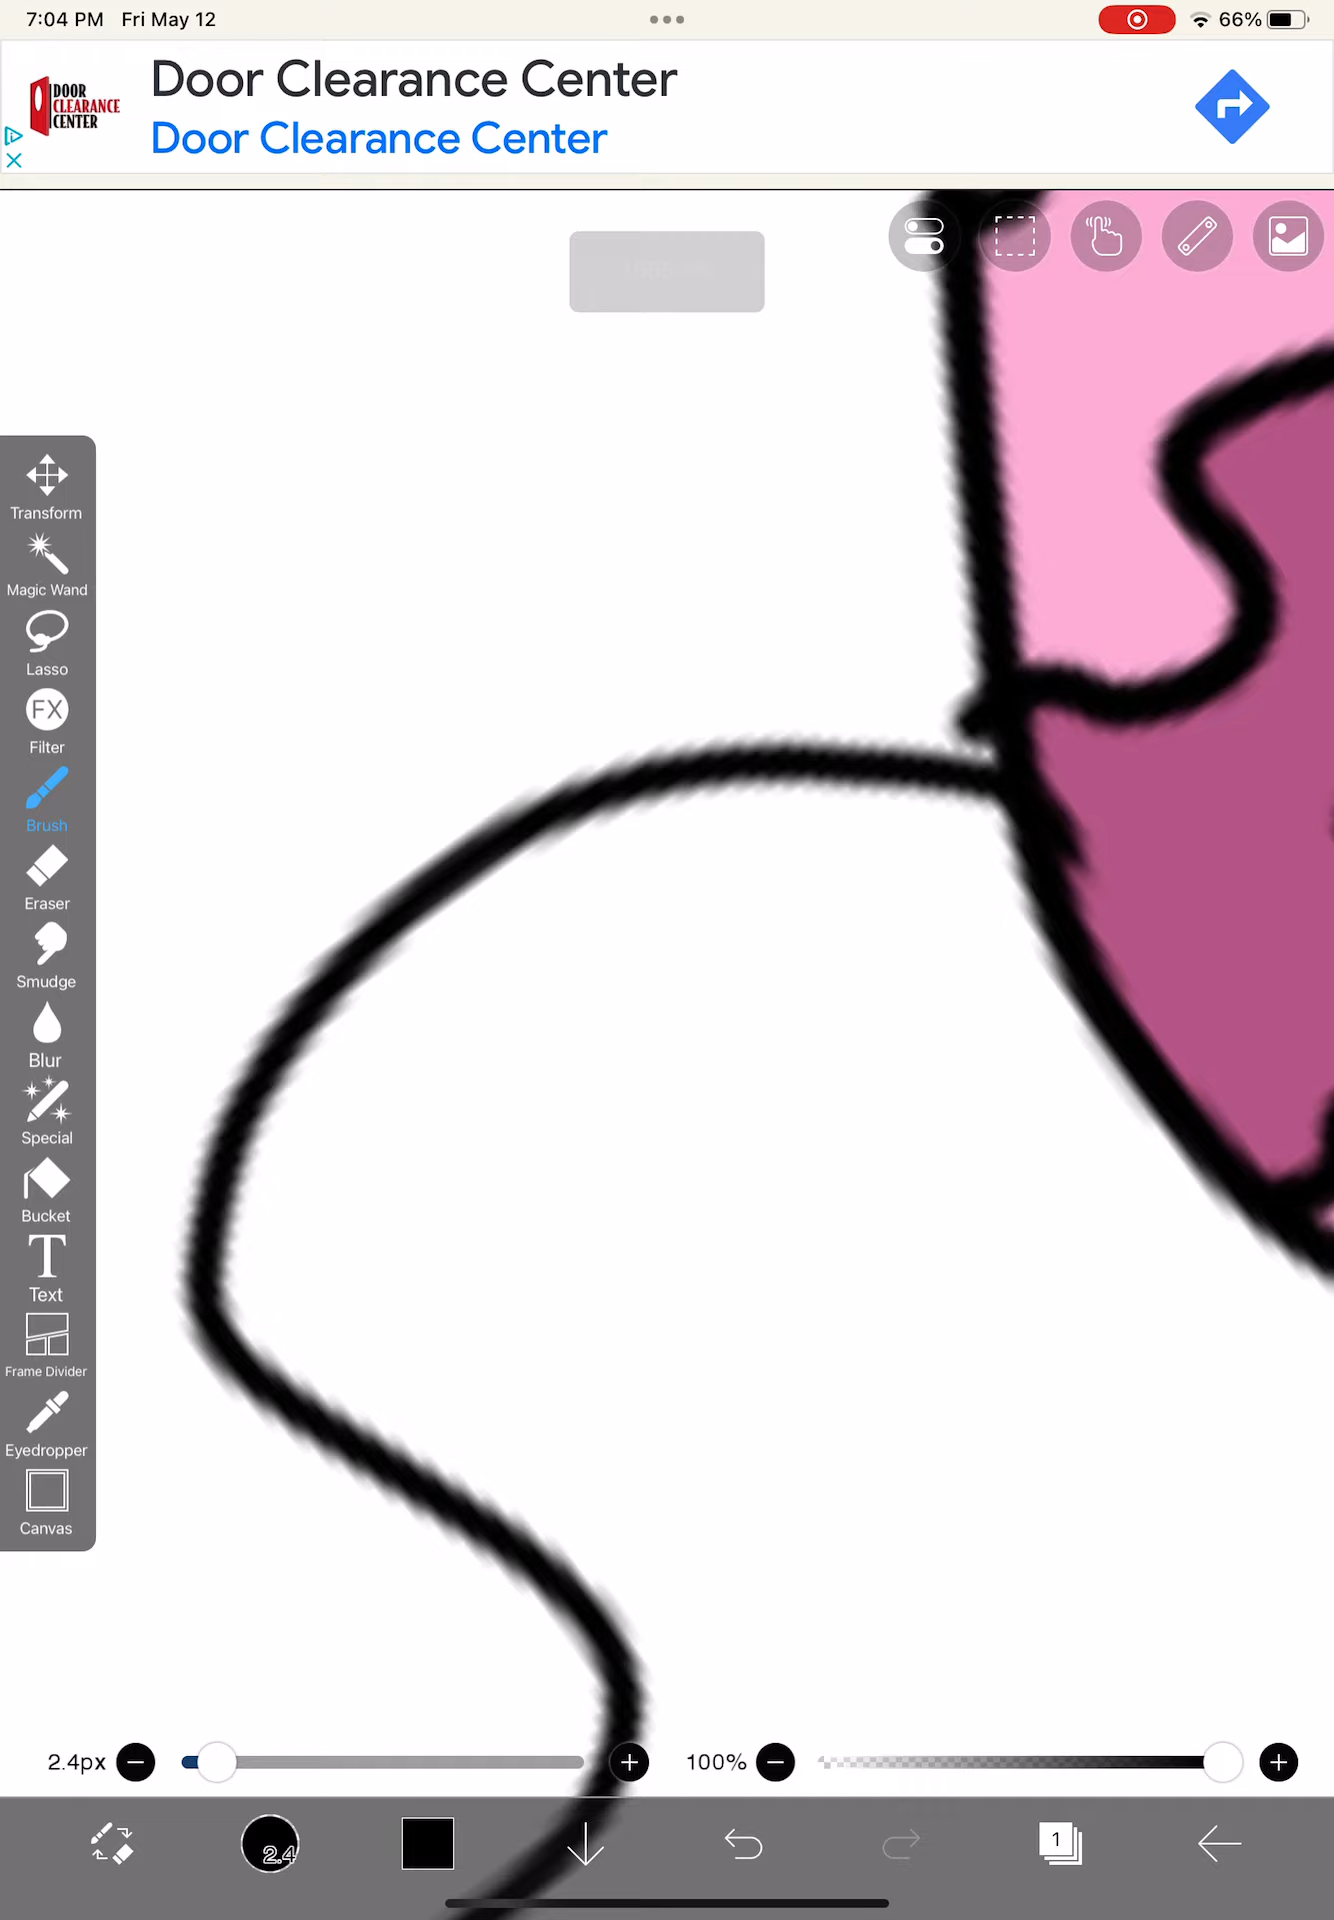 7:04 PM Fri May 12
66%
DOOR
CLEARANCE
CENTER
Door Clearance Center
Door Clearance Center
Transform
Magic Wand
Lasso
FX
Filter
Brush
Eraser
Smudge
Blur
Special
Bucket
T
Text
Frame Divider
Eyedropper
Canvas
2.4px
100%
2.4
1